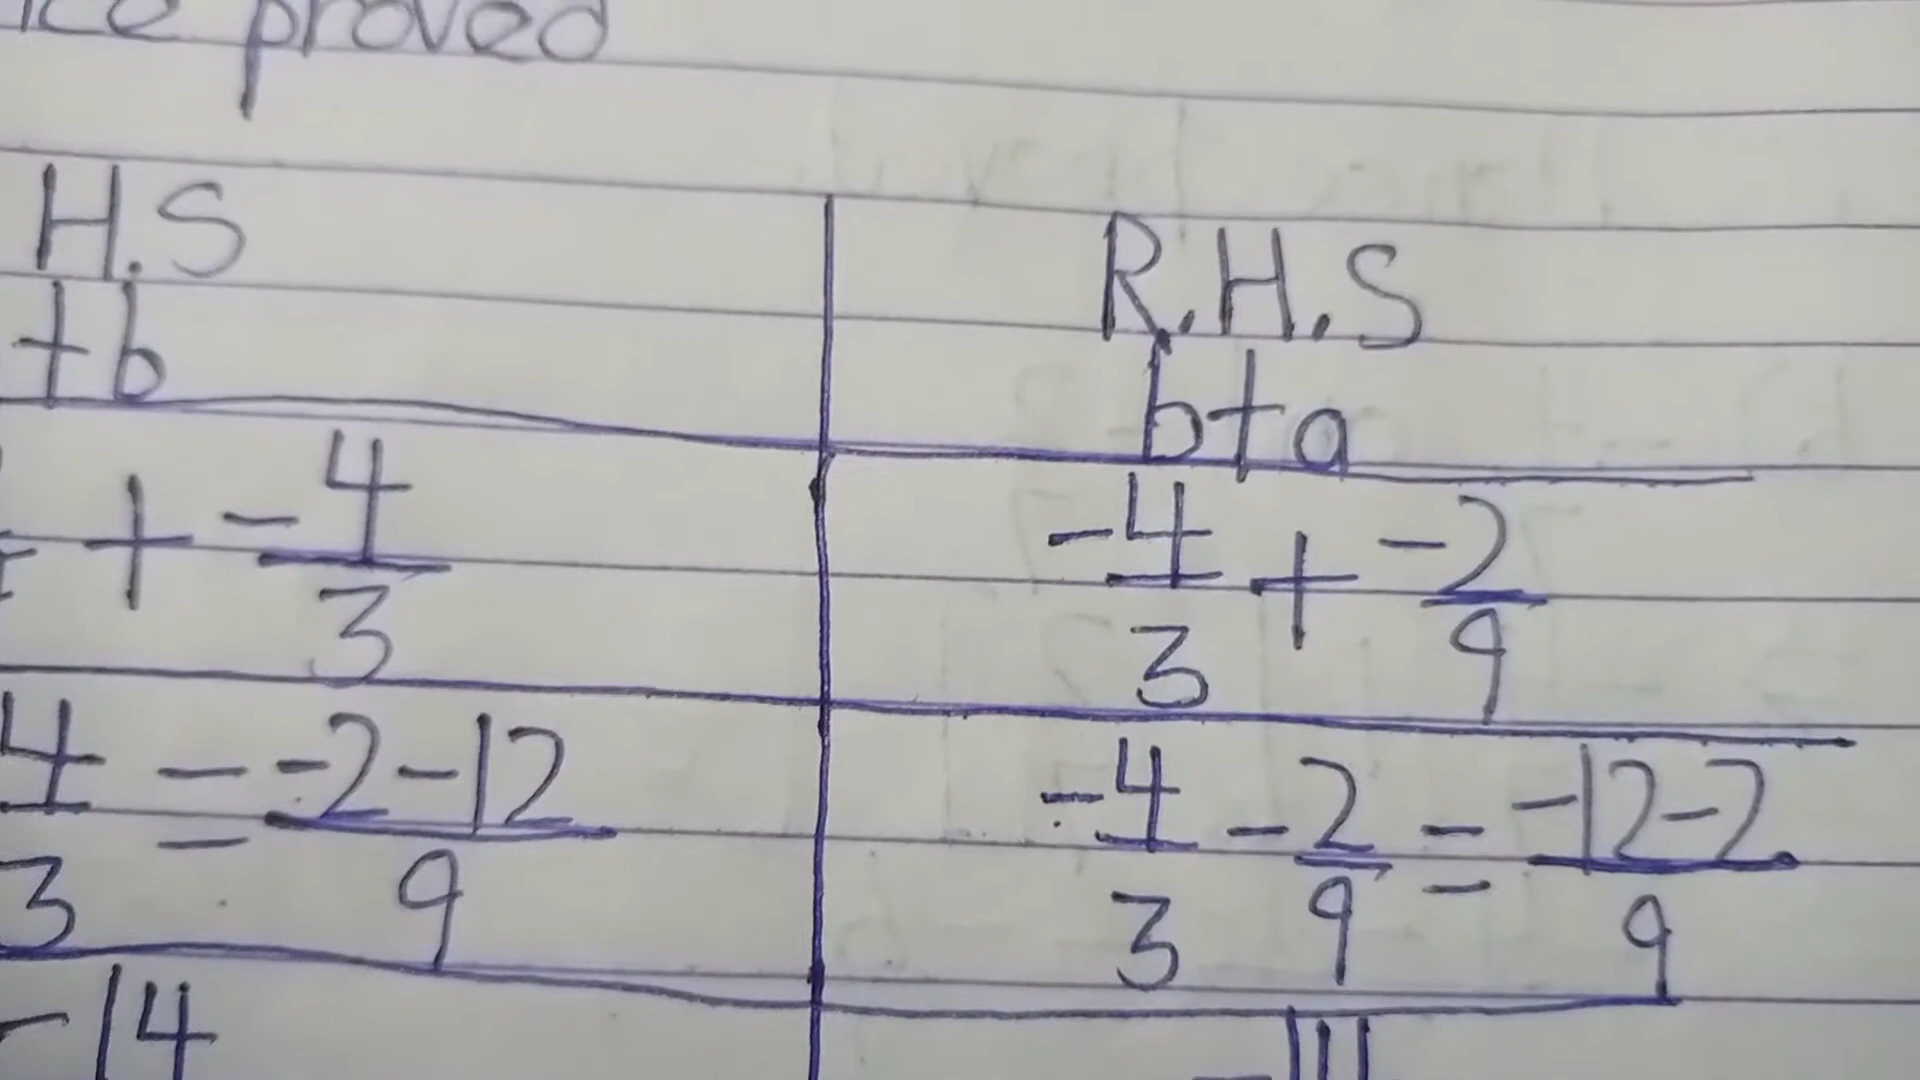 ice proved
H.S
R.H.S
+b
b+a
+ -4/3
-4/3 + -2/9
4/3 = -2-12/9
-4/3 - 2/9 = -12-2/9
-14